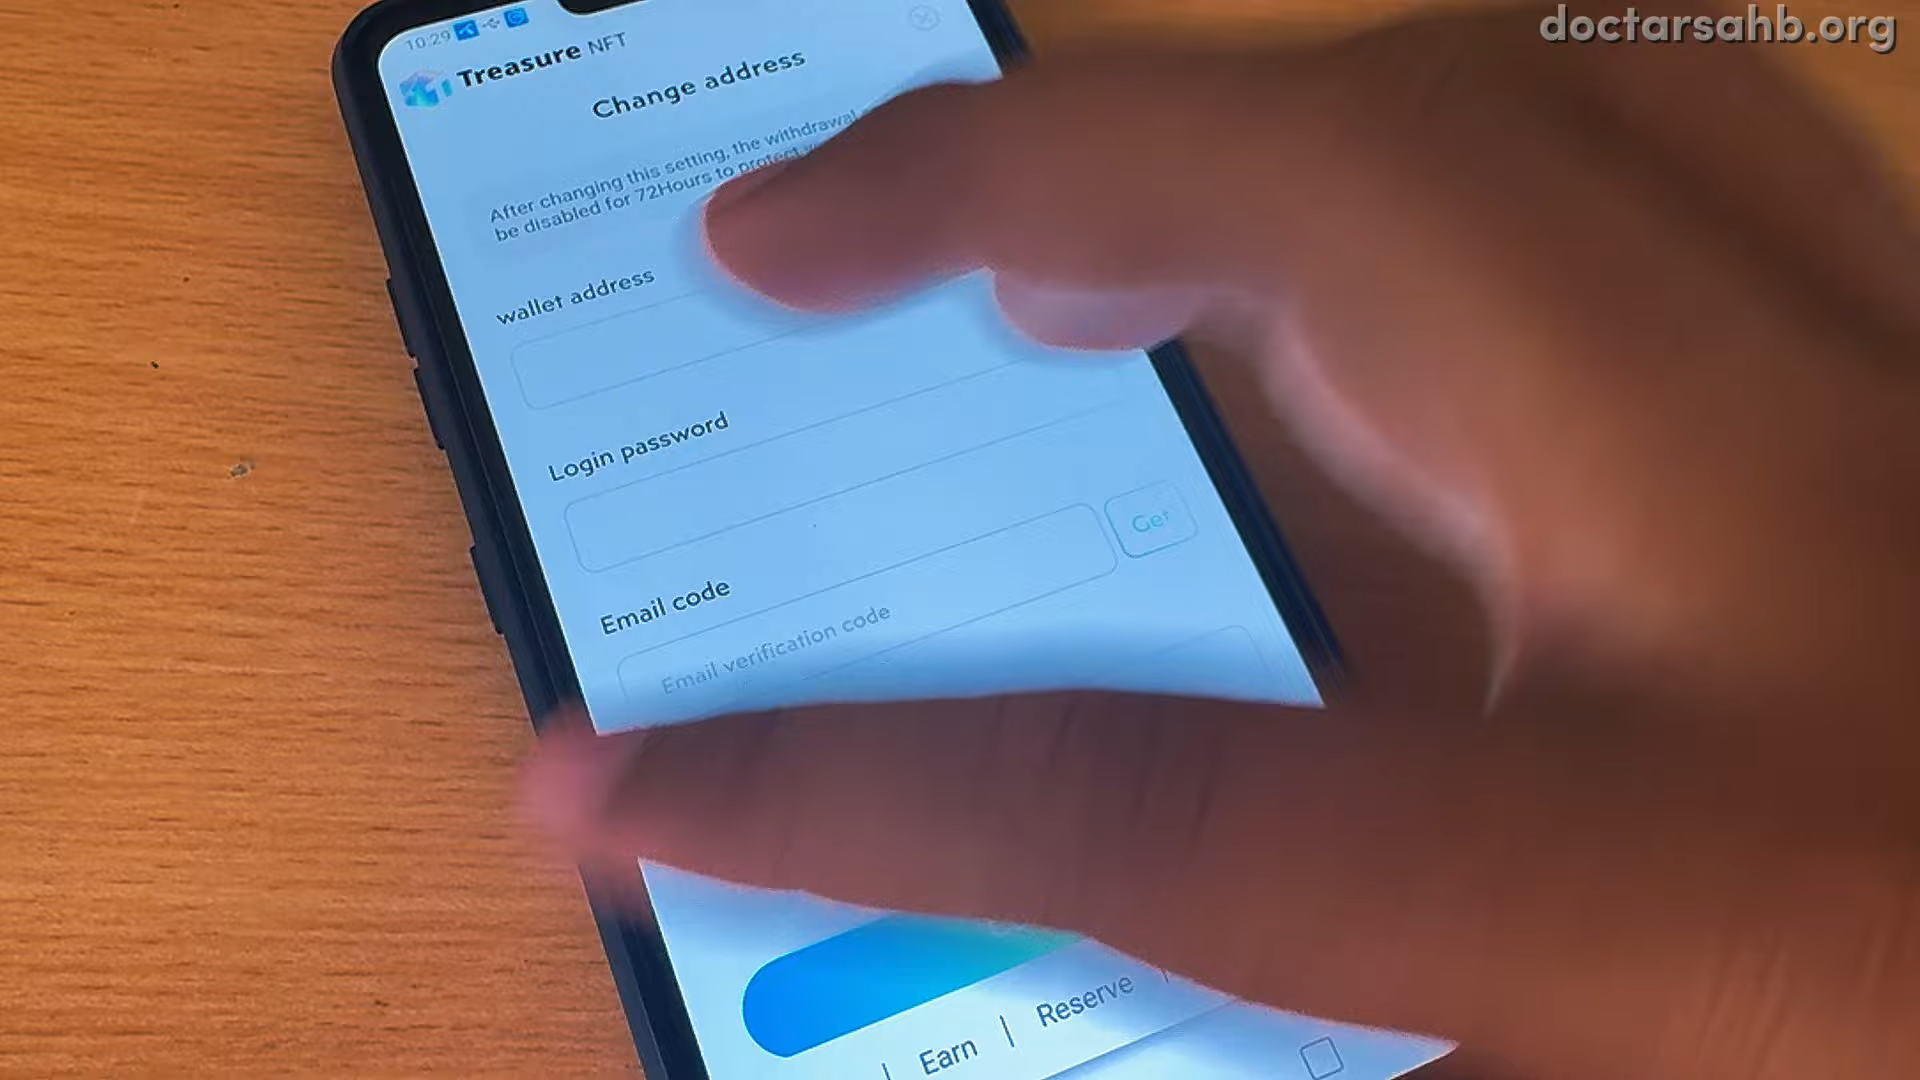 doctarsahb.org
10:29
Treasure NFT
Change address
After changing this setting, the withdrawal
be disabled for 72Hours to protect
wallet address
Login password
Get
Email code
Email verification code
| Earn | Reserve |